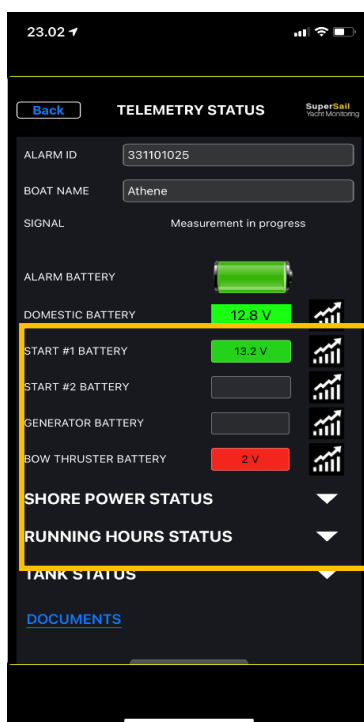 23.02
Back
TELEMETRY STATUS
SuperSail
Yacht Monitoring
ALARM ID
331101025
BOAT NAME
Athene
SIGNAL
Measurement in progress
ALARM BATTERY
DOMESTIC BATTERY
12.8 V
START #1 BATTERY
13.2 V
START #2 BATTERY
GENERATOR BATTERY
BOW THRUSTER BATTERY
2 V
SHORE POWER STATUS
RUNNING HOURS STATUS
TANK STATUS
DOCUMENTS